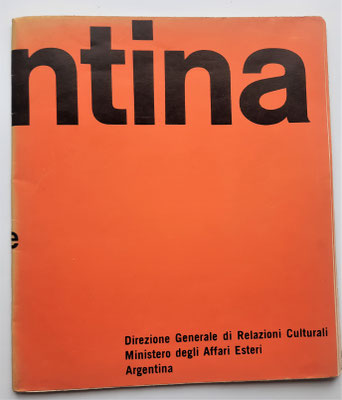 ntina
e
Direzione Generale di Relazioni Culturali
Ministero degli Affari Esteri
Argentina